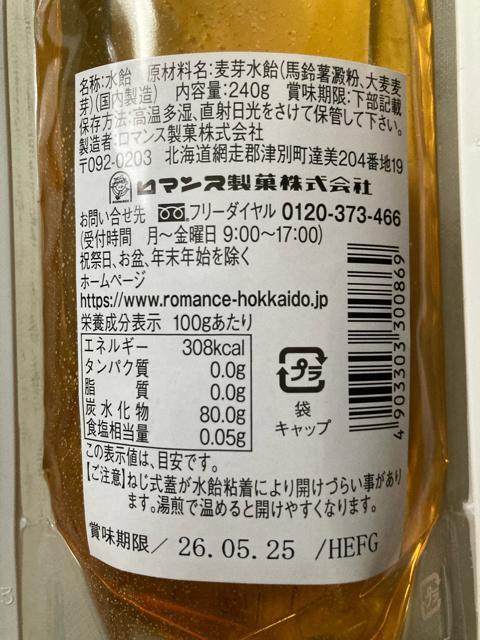 名称:水飴 原材料名:麦芽水飴(馬鈴薯澱粉、大麦麦
芽)(国内製造) 内容量:240g 賞味期限:下部記載
保存方法:高温多湿、直射日光をさけて保管して下さい。
製造者:ロマンス製菓株式会社
〒092-0203 北海道網走郡津別町達美204番地19
ロマンス製菓株式会社
お問い合せ先 フリーダイヤル 0120-373-466
(受付時間 月〜金曜日 9:00〜17:00)
祝祭日、お盆、年末年始を除く
ホームページ
https://www.romance-hokkaido.jp
栄養成分表示 100gあたり
エネルギー 308kcal
タンパク質 0.0g
脂質 0.0g
炭水化物 80.0g
食塩相当量 0.05g
プラ
袋
キャップ
4903303300869
この表示値は、目安です。
【ご注意】ねじ式蓋が水飴粘着により開けづらい事があり
ます。湯煎で温めると開けやすくなります。
賞味期限/ 26.05.25 /HEFG
プラ